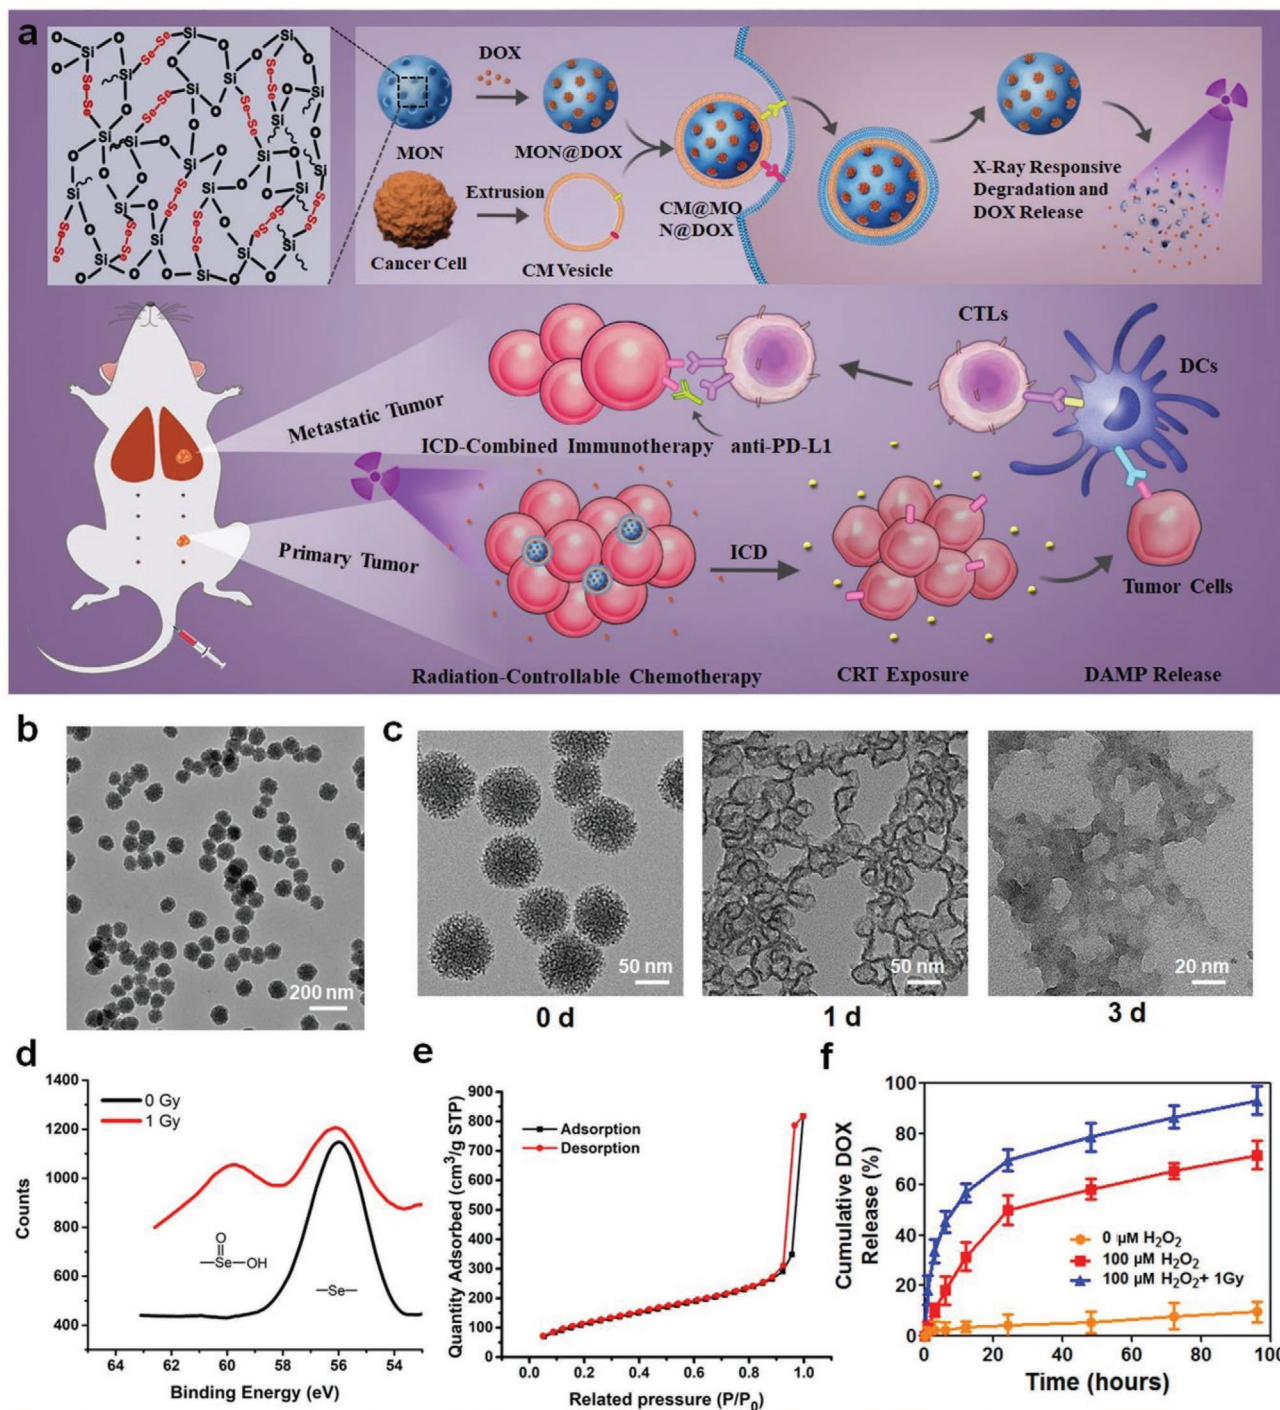 a
DOX
MON
MON@DOX
Extrusion
Cancer Cell
CM Vesicle
CM@MO
N@DOX
X-Ray Responsive
Degradation and
DOX Release
Metastatic Tumor
ICD-Combined Immunotherapy
anti-PD-L1
CTLs
DCs
Primary Tumor
ICD
Tumor Cells
Radiation-Controllable Chemotherapy
CRT Exposure
DAMP Release
b
200 nm
c
50 nm
50 nm
20 nm
0 d
1 d
3 d
d
1400
1200
1000
800
600
400
Counts
0 Gy
1 Gy
O
—Se—OH
—Se—
64
62
60
58
56
54
Binding Energy (eV)
e
900
800
700
600
500
400
300
200
100
0
Quantity Adsorbed (cm³/g STP)
Adsorption
Desorption
0.0
0.2
0.4
0.6
0.8
1.0
Related pressure (P/P₀)
f
100
80
60
40
20
0
Cumulative DOX
Release (%)
0 µM H₂O₂
100 µM H₂O₂
100 µM H₂O₂+ 1Gy
0
20
40
60
80
100
Time (hours)